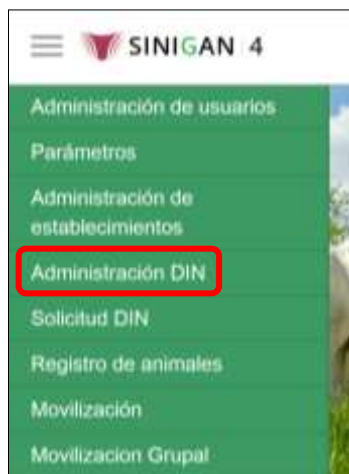 SINIGAN 4
Administración de usuarios
Parámetros
Administración de
establecimientos
Administración DIN
Solicitud DIN
Registro de animales
Movilización
Movilizacion Grupal